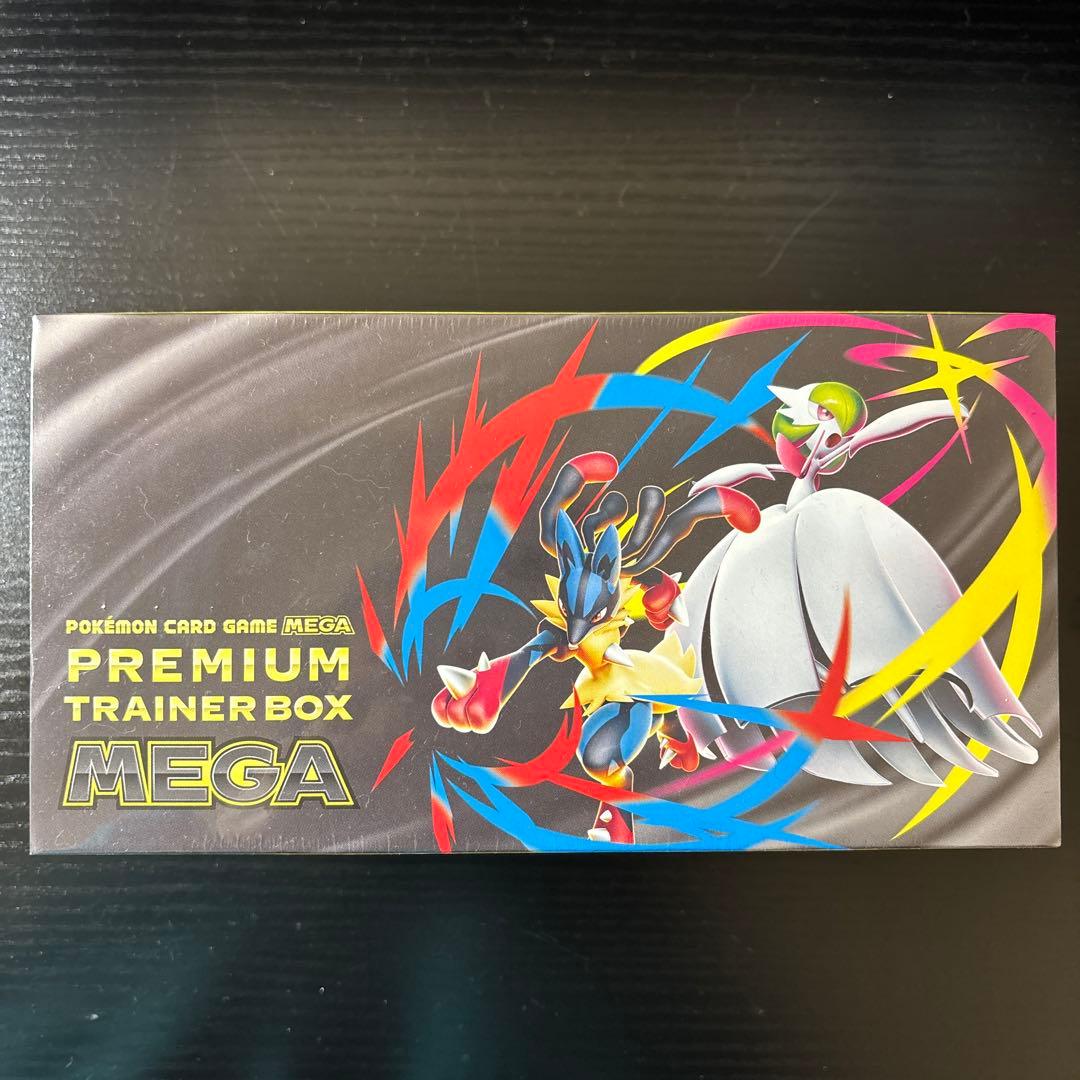 POKÉMON CARD GAME MEGA
PREMIUM
TRAINER BOX
MEGA